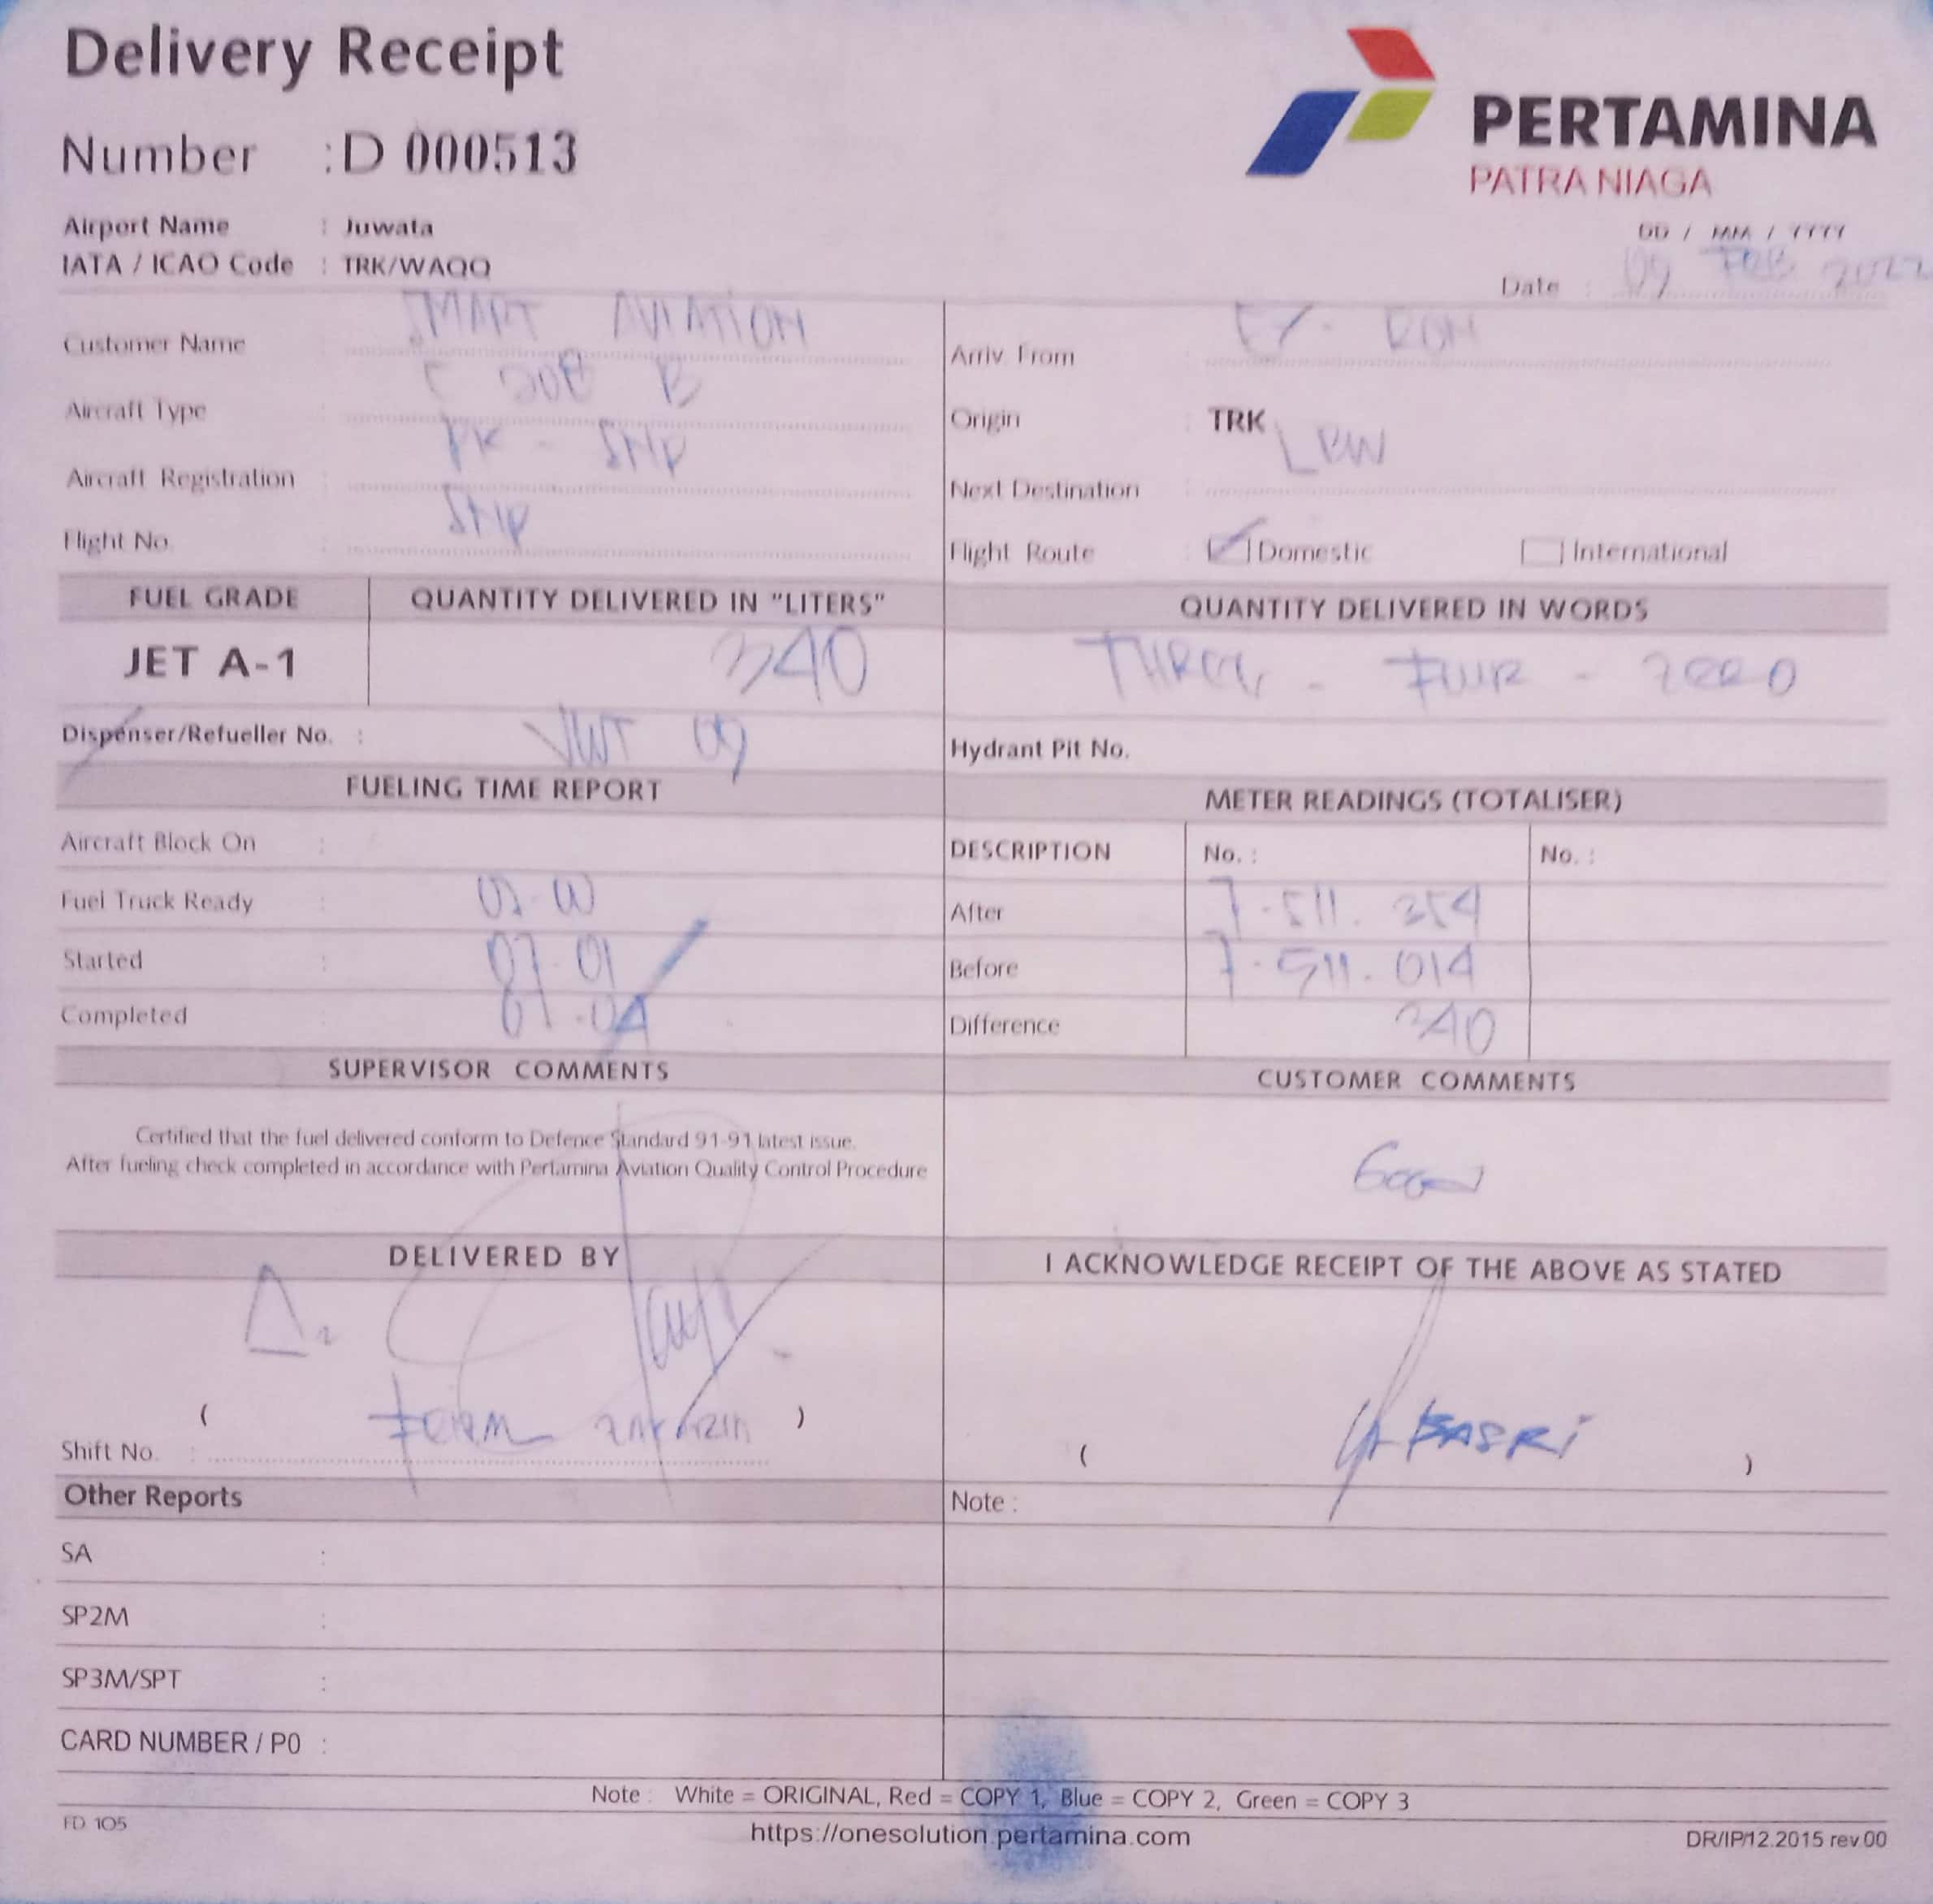 Delivery Receipt
Number : D 000513
PERTAMINA
PATRA NIAGA
Airport Name : Juwata
IATA / ICAO Code : TRK/WAQQ
DD / MM / YYYY
Date : 09 FEB 2022
Customer Name SMART AVIATION
Aircraft Type : C 208 B
Aircraft Registration : PK - SNP
Flight No. : SNP
Arriv. From : EX. RON
Origin : TRK
Next Destination : LBW
Flight Route : Domestic International
FUEL GRADE QUANTITY DELIVERED IN "LITERS" QUANTITY DELIVERED IN WORDS
JET A-1 340 THREE - FOUR - ZERO
Dispenser/Refueller No. : 09
Hydrant Pit No.
FUELING TIME REPORT
Aircraft Block On :
Fuel Truck Ready :
Started : 07.01
Completed : 07.04
METER READINGS (TOTALISER)
DESCRIPTION No. : No. :
After 7.511.354
Before 7.511.014
Difference 340
SUPERVISOR COMMENTS
Certified that the fuel delivered conform to Defence Standard 91-91 latest issue.
After fueling check completed in accordance with Pertamina Aviation Quality Control Procedure
CUSTOMER COMMENTS
Good
DELIVERED BY
( )
Shift No. :
I ACKNOWLEDGE RECEIPT OF THE ABOVE AS STATED
( BASRI )
Other Reports
SA :
SP2M :
SP3M/SPT :
CARD NUMBER / P0 :
Note :
Note : White = ORIGINAL, Red = COPY 1, Blue = COPY 2, Green = COPY 3
FD 105
https://onesolution.pertamina.com
DR/IP/12.2015 rev.00